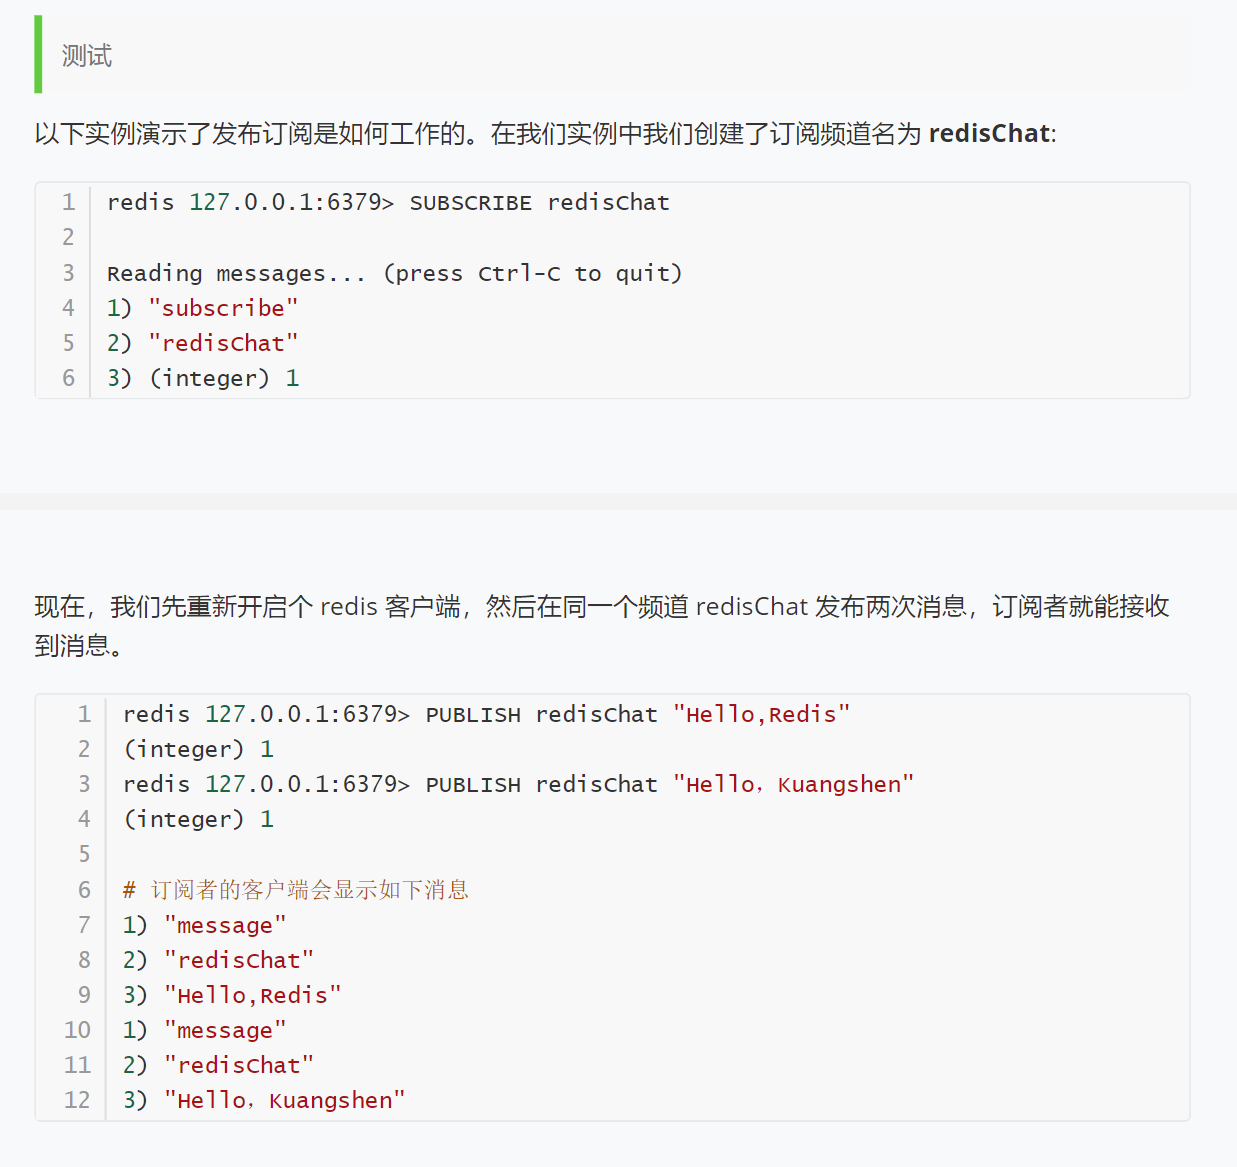 测试
以下实例演示了发布订阅是如何工作的。在我们实例中我们创建了订阅频道名为 redisChat:
1 redis 127.0.0.1:6379> SUBSCRIBE redisChat
2
3 Reading messages... (press Ctrl-C to quit)
4 1) "subscribe"
5 2) "redisChat"
6 3) (integer) 1
现在，我们先重新开启个 redis 客户端，然后在同一个频道 redisChat 发布两次消息，订阅者就能接收
到消息。
1 redis 127.0.0.1:6379> PUBLISH redisChat "Hello,Redis"
2 (integer) 1
3 redis 127.0.0.1:6379> PUBLISH redisChat "Hello，Kuangshen"
4 (integer) 1
5
6 # 订阅者的客户端会显示如下消息
7 1) "message"
8 2) "redisChat"
9 3) "Hello,Redis"
10 1) "message"
11 2) "redisChat"
12 3) "Hello，Kuangshen"